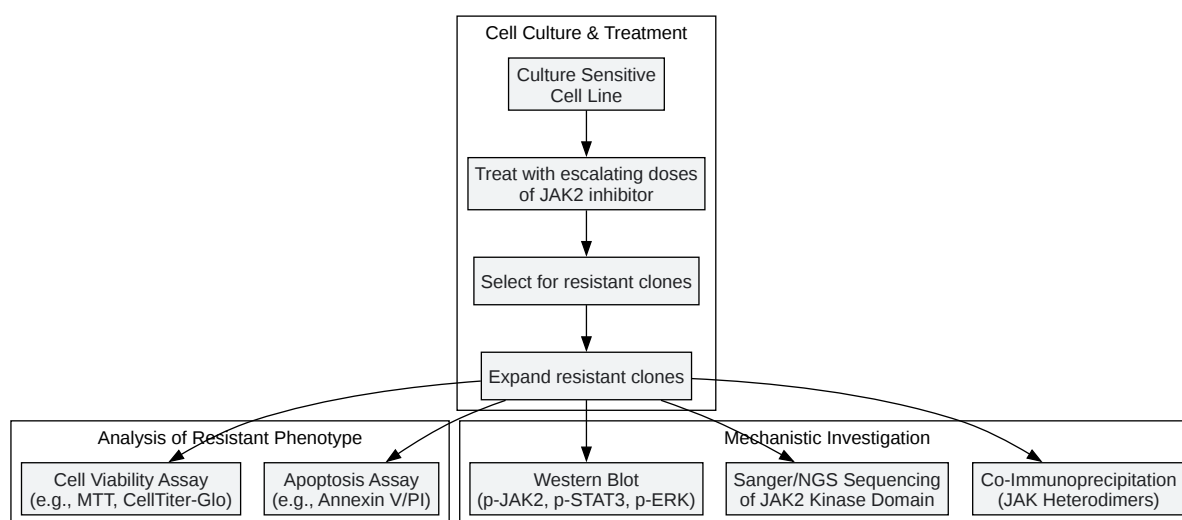 Cell Culture & Treatment
Culture Sensitive
Cell Line
Treat with escalating doses
of JAK2 inhibitor
Select for resistant clones
Expand resistant clones
Analysis of Resistant Phenotype
Cell Viability Assay
(e.g., MTT, CellTiter-Glo)
Apoptosis Assay
(e.g., Annexin V/PI)
Mechanistic Investigation
Western Blot
(p-JAK2, p-STAT3, p-ERK)
Sanger/NGS Sequencing
of JAK2 Kinase Domain
Co-Immunoprecipitation
(JAK Heterodimers)